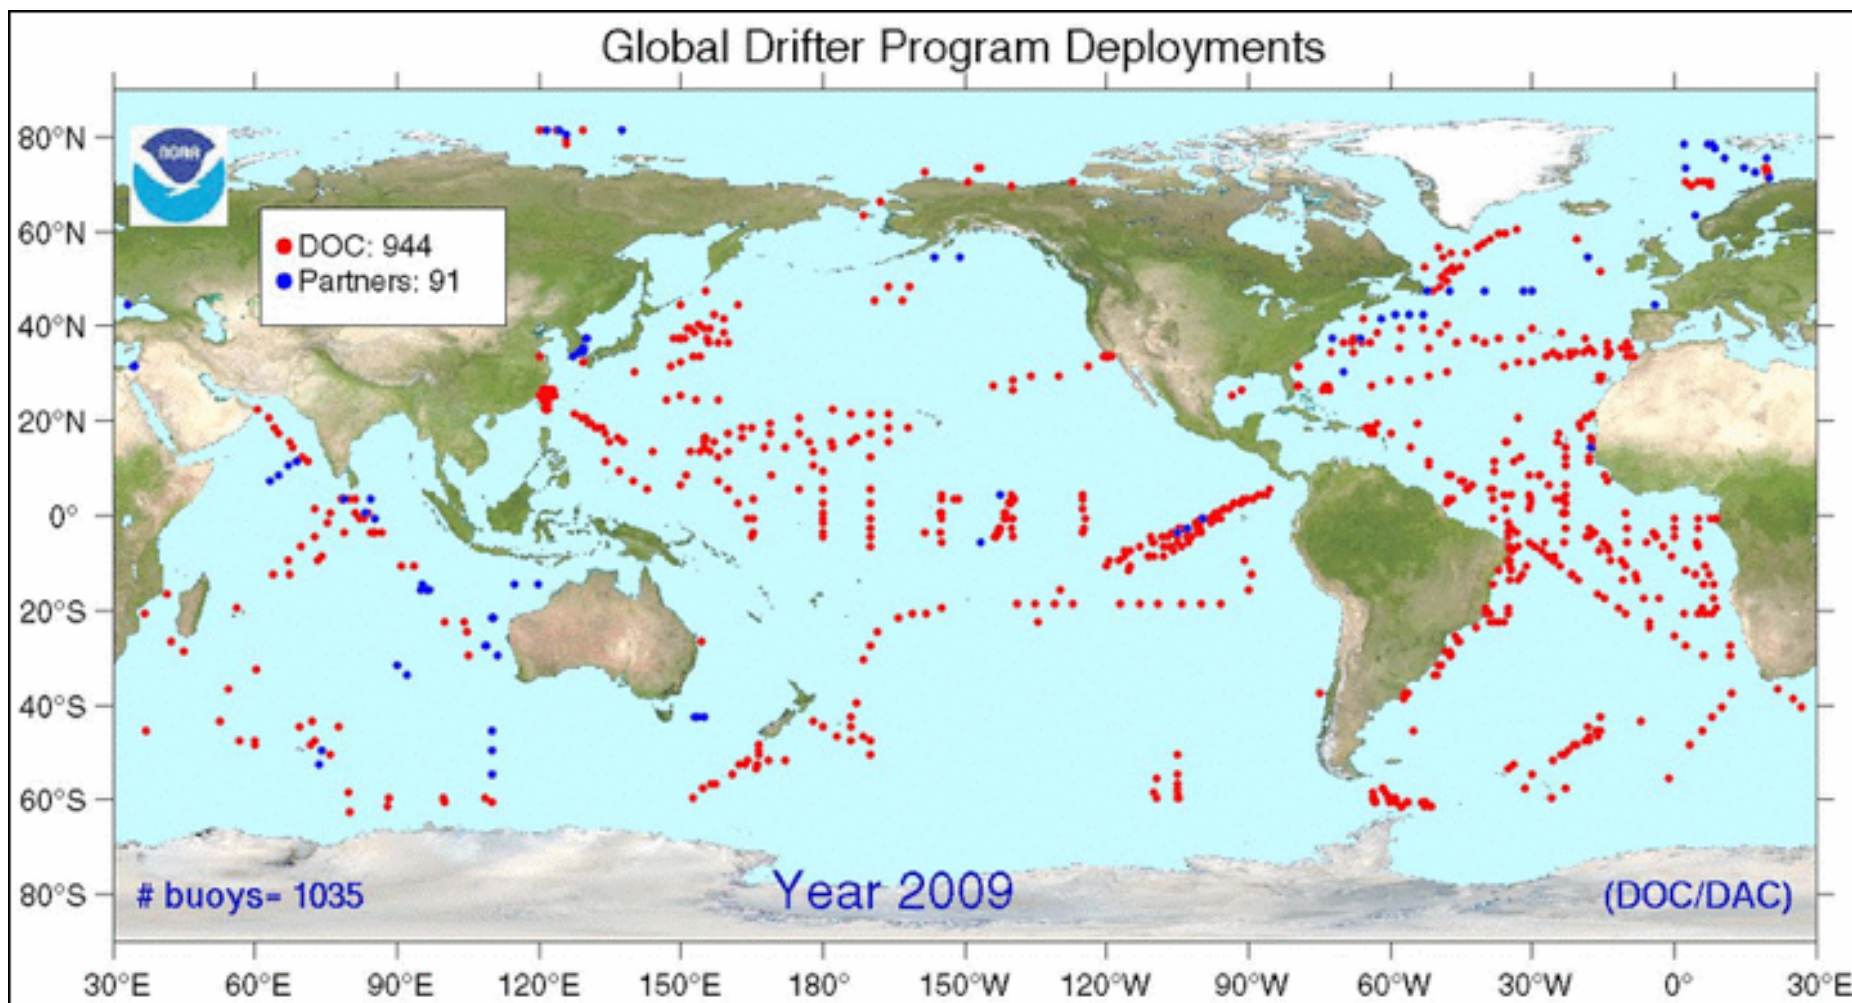 Global Drifter Program Deployments
NOAA
DOC: 944
Partners: 91
80°N
60°N
40°N
20°N
0°
20°S
40°S
60°S
80°S
# buoys= 1035
Year 2009
(DOC/DAC)
30°E 60°E 90°E 120°E 150°E 180° 150°W 120°W 90°W 60°W 30°W 0° 30°E